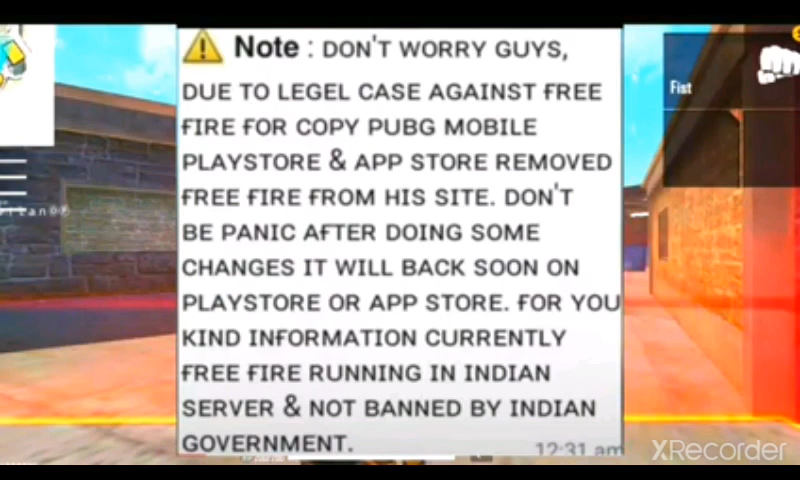 Note : DON'T WORRY GUYS,
DUE TO LEGEL CASE AGAINST FREE
FIRE FOR COPY PUBG MOBILE
PLAYSTORE & APP STORE REMOVED
FREE FIRE FROM HIS SITE. DON'T
BE PANIC AFTER DOING SOME
CHANGES IT WILL BACK SOON ON
PLAYSTORE OR APP STORE. FOR YOU
KIND INFORMATION CURRENTLY
FREE FIRE RUNNING IN INDIAN
SERVER & NOT BANNED BY INDIAN
GOVERNMENT.
12:31 am
Fist
XRecorder